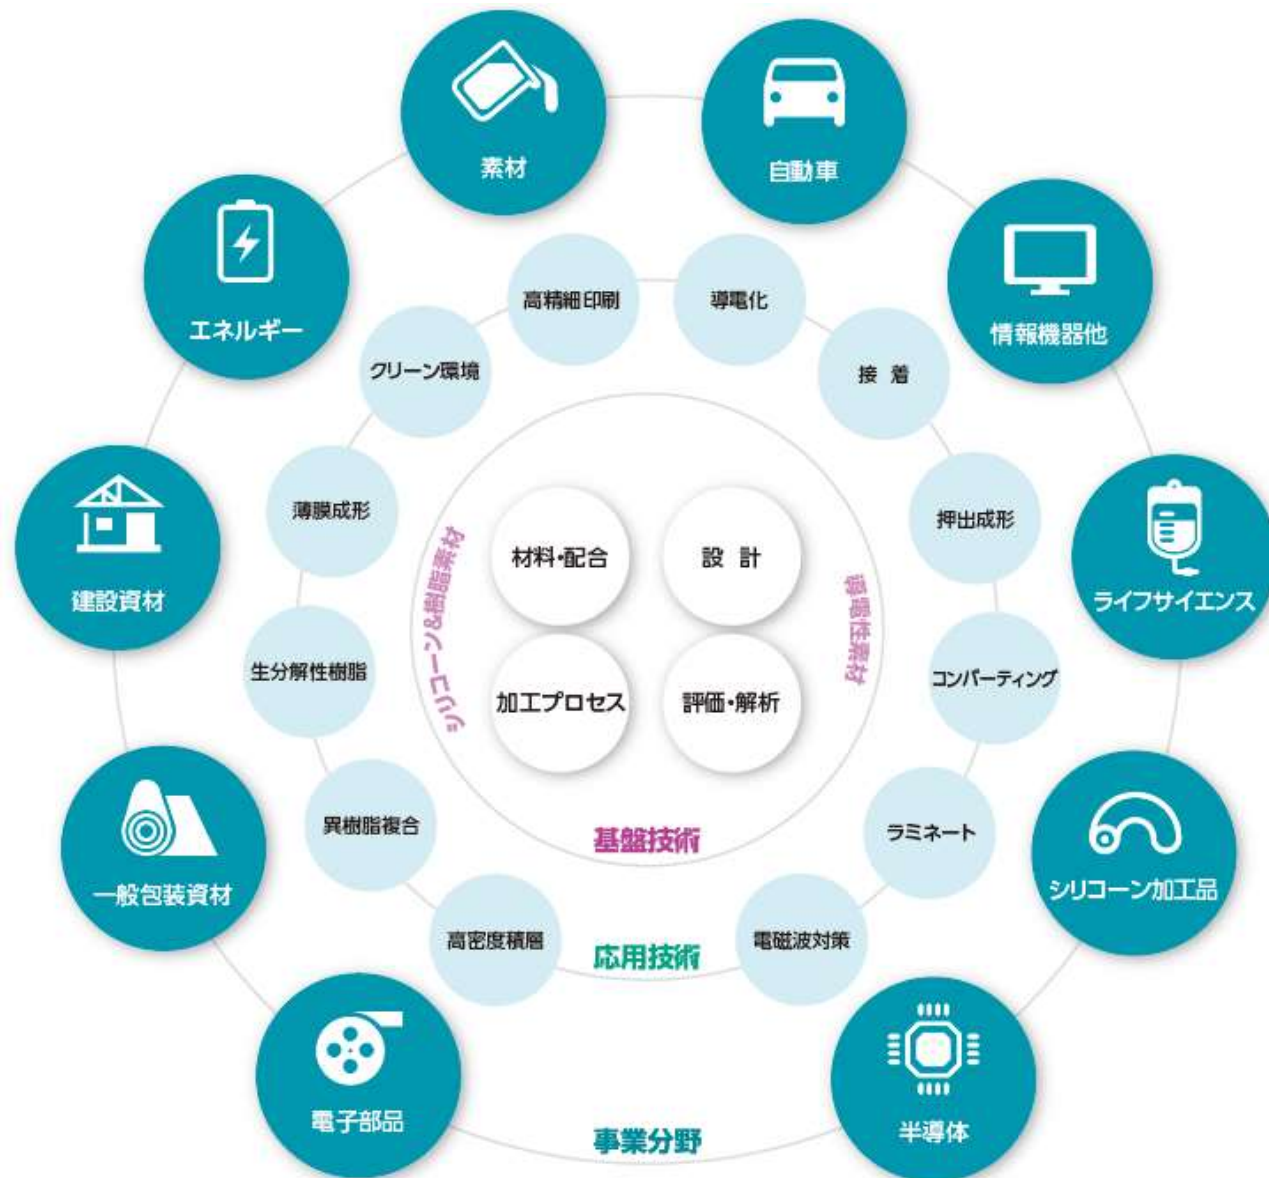 素材
自動車
エネルギー
情報機器他
高精細印刷
導電化
クリーン環境
接 着
薄膜成形
押出成形
材料・配合
設 計
建設資材
ライフサイエンス
シリコーン&樹脂素材
導電性素材
生分解性樹脂
コンバーティング
加工プロセス
評価・解析
異樹脂複合
ラミネート
基盤技術
一般包装資材
シリコーン加工品
高密度積層
電磁波対策
応用技術
電子部品
半導体
事業分野